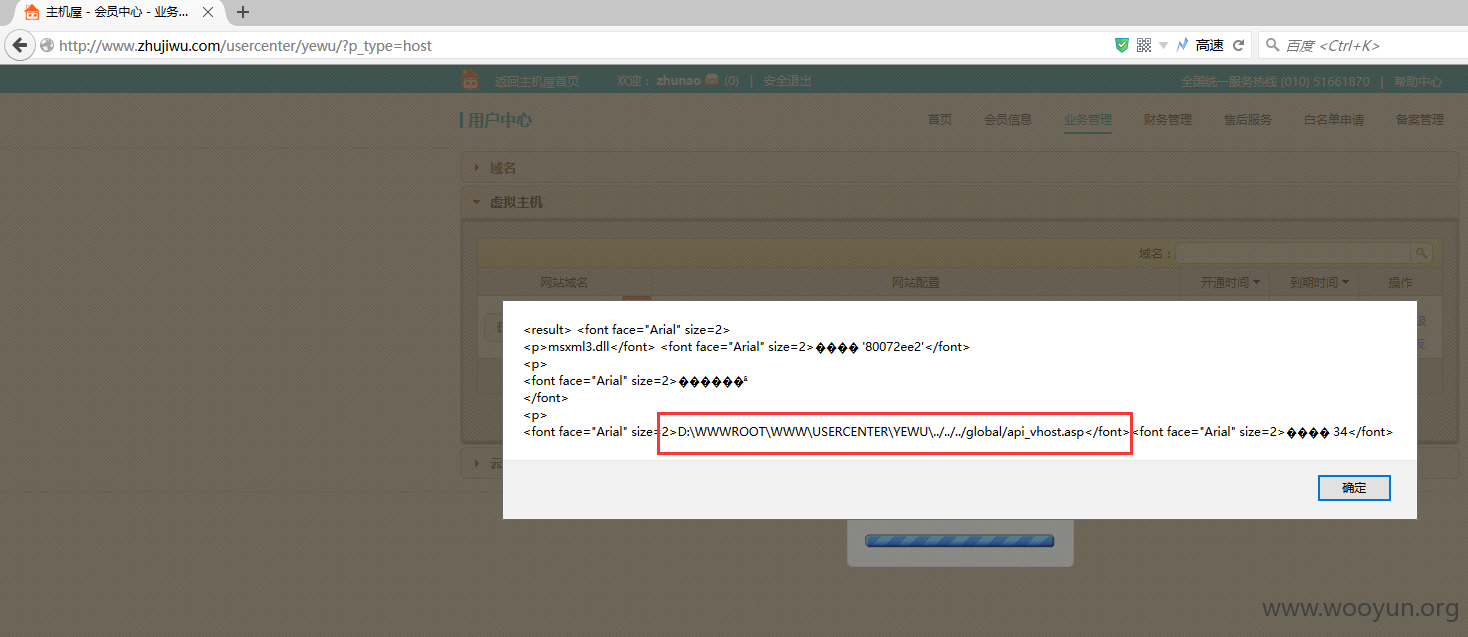 主机屋 - 会员中心 - 业务...
http://www.zhujiwu.com/usercenter/yewu/?p_type=host
高速
百度 <Ctrl+K>
返回主机屋首页 欢迎： zhunao (0) | 安全退出 全国统一服务热线 (010) 51661870 | 帮助中心
用户中心 首页 会员信息 业务管理 财务管理 售后服务 白名单申请 备案管理
域名
虚拟主机
域名：
网站域名 网站配置 开通时间 到期时间 操作
<result> <font face="Arial" size=2>
<p>msxml3.dll</font> <font face="Arial" size=2>���� '80072ee2'</font>
<p>
<font face="Arial" size=2>������
</font>
<p>
<font face="Arial" size=2>D:\WWWROOT\WWW\USERCENTER\YEWU\../../../global/api_vhost.asp</font><font face="Arial" size=2>���� 34</font>
云
确定
www.wooyun.org